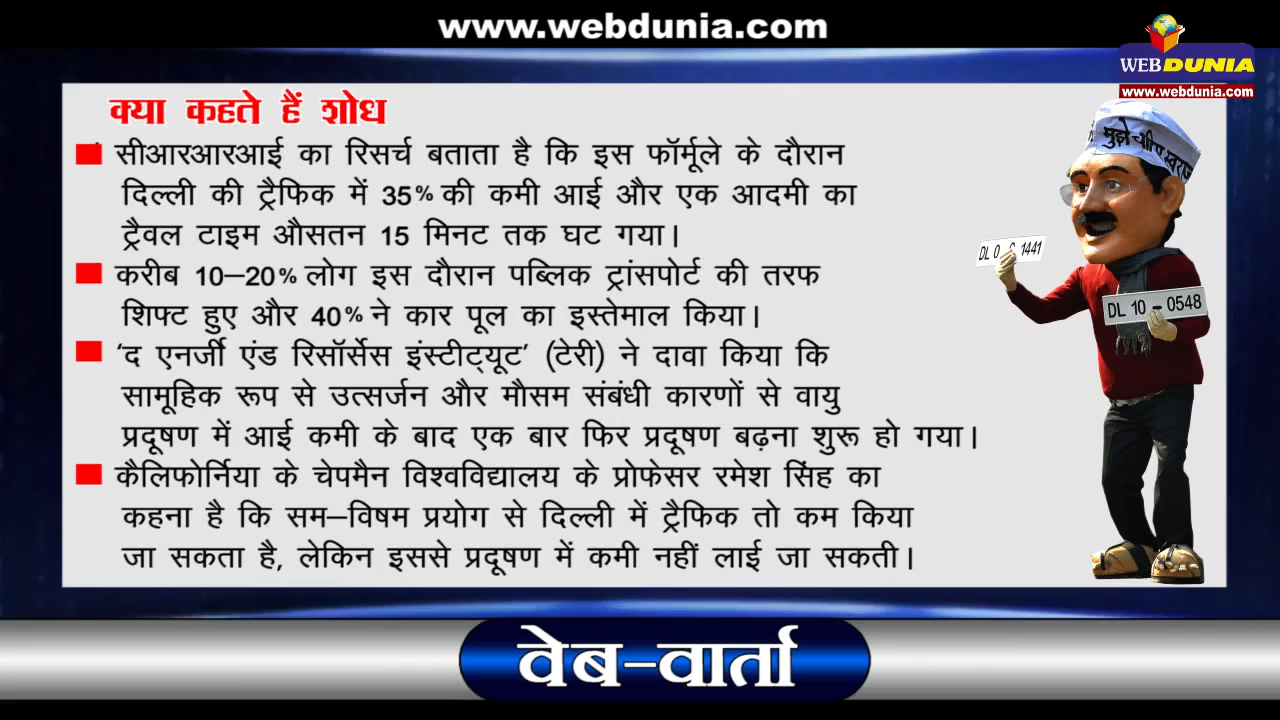 www.webdunia.com
WEBDUNIA
www.webdunia.com
क्या कहते हैं शोध
सीआरआरआई का रिसर्च बताता है कि इस फॉर्मूले के दौरान
दिल्ली की ट्रैफिक में 35% की कमी आई और एक आदमी का
ट्रैवल टाइम औसतन 15 मिनट तक घट गया।
करीब 10–20% लोग इस दौरान पब्लिक ट्रांसपोर्ट की तरफ
शिफ्ट हुए और 40% ने कार पूल का इस्तेमाल किया।
'द एनर्जी एंड रिसॉर्सेस इंस्टीट्यूट' (टेरी) ने दावा किया कि
सामूहिक रूप से उत्सर्जन और मौसम संबंधी कारणों से वायु
प्रदूषण में आई कमी के बाद एक बार फिर प्रदूषण बढ़ना शुरू हो गया।
कैलिफोर्निया के चेपमैन विश्वविद्यालय के प्रोफेसर रमेश सिंह का
कहना है कि सम–विषम प्रयोग से दिल्ली में ट्रैफिक तो कम किया
जा सकता है, लेकिन इससे प्रदूषण में कमी नहीं लाई जा सकती।
मुझे
DL 0 1441
DL 10 - 0548
वेब–वार्ता